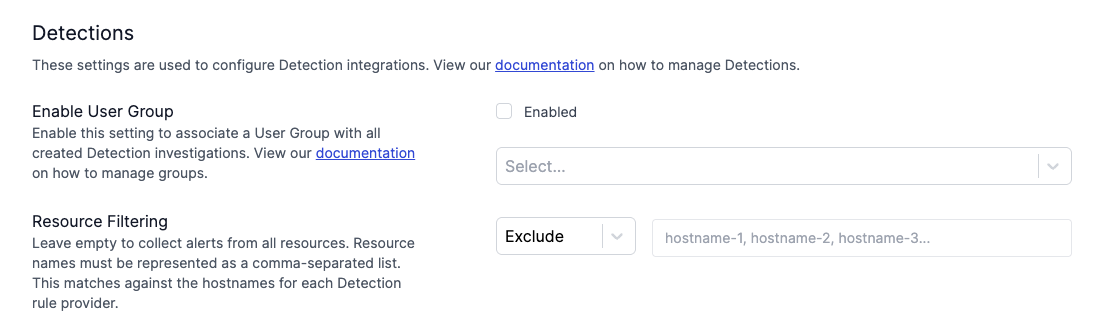 Detections
These settings are used to configure Detection integrations. View our documentation on how to manage Detections.
Enable User Group
Enable this setting to associate a User Group with all
created Detection investigations. View our documentation
on how to manage groups.
Enabled
Select...
Resource Filtering
Leave empty to collect alerts from all resources. Resource
names must be represented as a comma-separated list.
This matches against the hostnames for each Detection
rule provider.
Exclude
hostname-1, hostname-2, hostname-3...